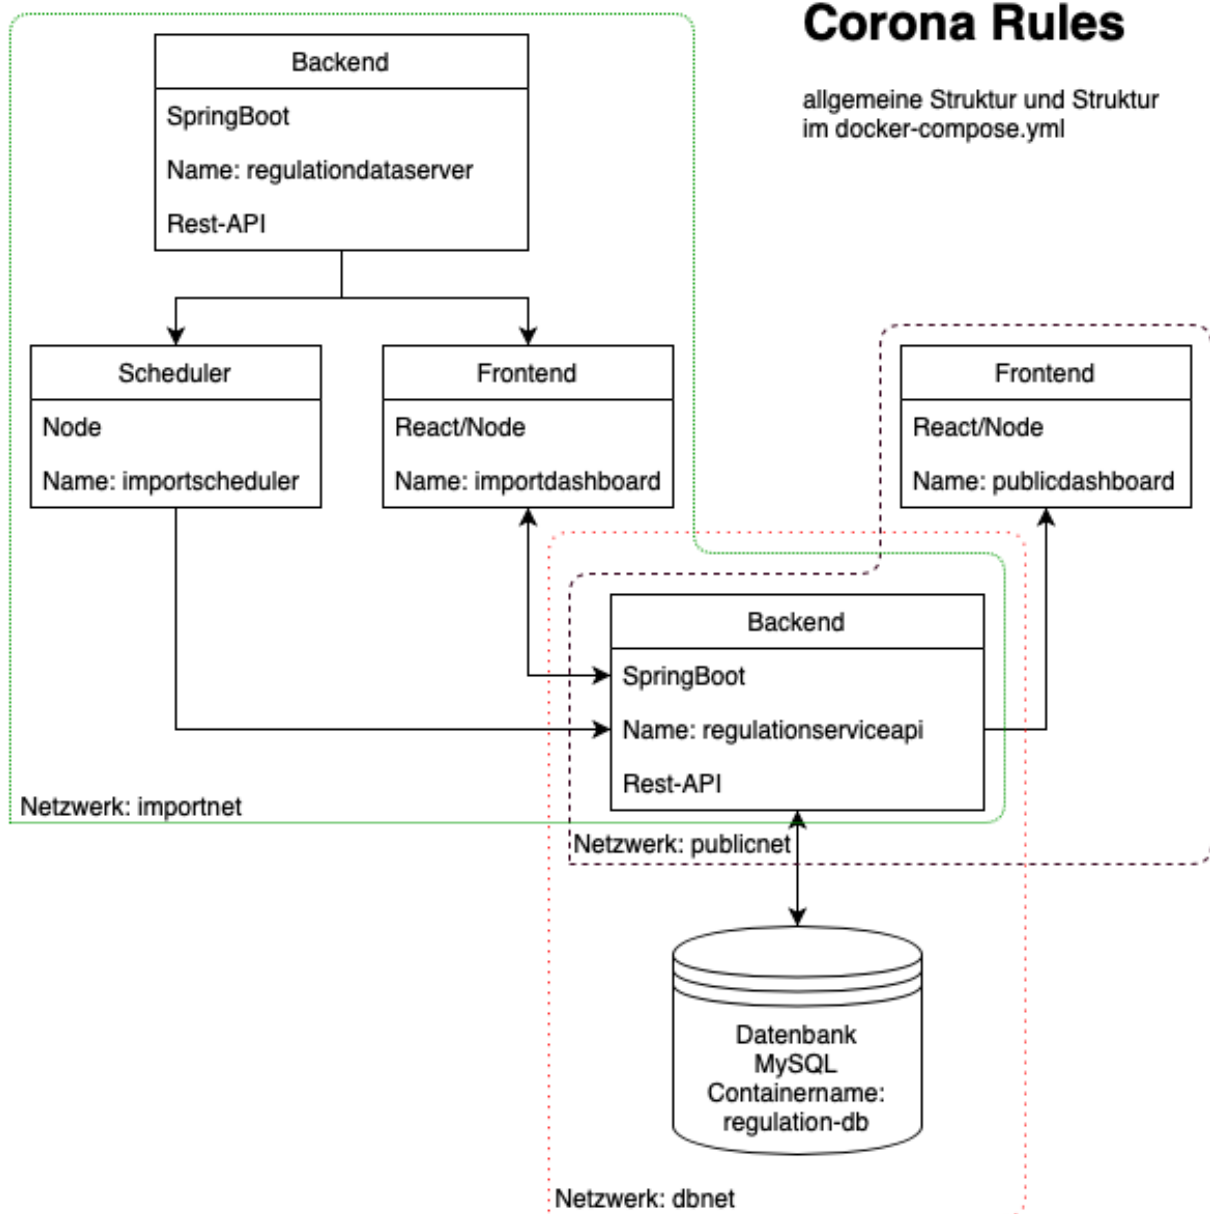 Corona Rules
allgemeine Struktur und Struktur
im docker-compose.yml
Backend
SpringBoot
Name: regulationdataserver
Rest-API
Scheduler
Node
Name: importscheduler
Frontend
React/Node
Name: importdashboard
Frontend
React/Node
Name: publicdashboard
Backend
SpringBoot
Name: regulationserviceapi
Rest-API
Netzwerk: importnet
Netzwerk: publicnet
Datenbank
MySQL
Containername:
regulation-db
Netzwerk: dbnet